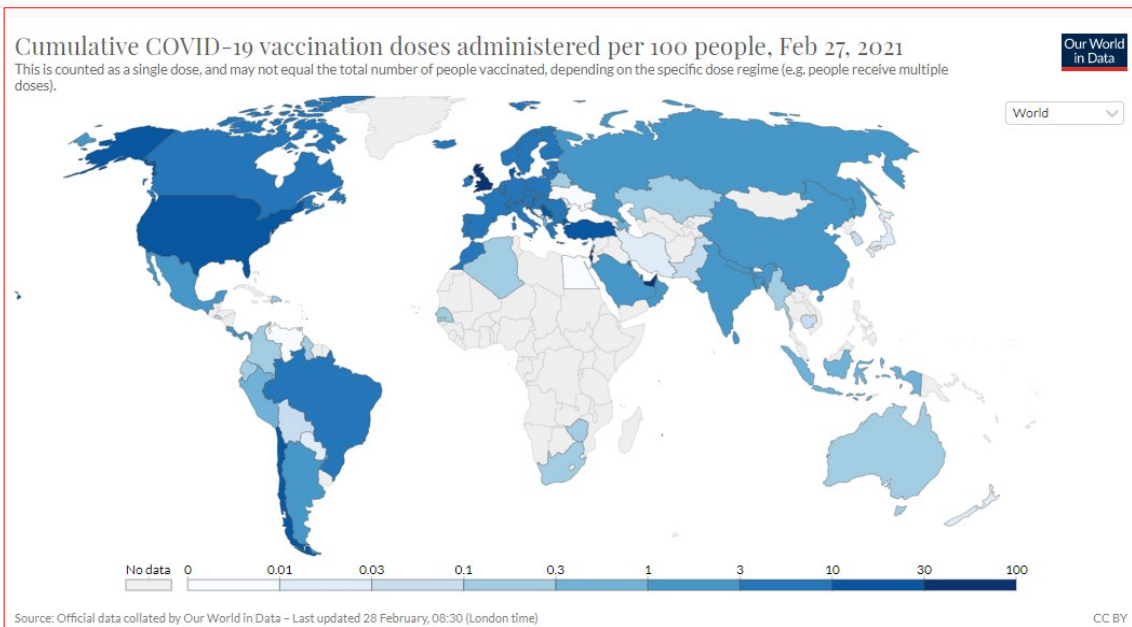 Cumulative COVID-19 vaccination doses administered per 100 people, Feb 27, 2021
This is counted as a single dose, and may not equal the total number of people vaccinated, depending on the specific dose regime (e.g. people receive multiple
doses).
Our World
in Data
World
No data 0 0.01 0.03 0.1 0.3 1 3 10 30 100
Source: Official data collated by Our World in Data – Last updated 28 February, 08:30 (London time)
CC BY